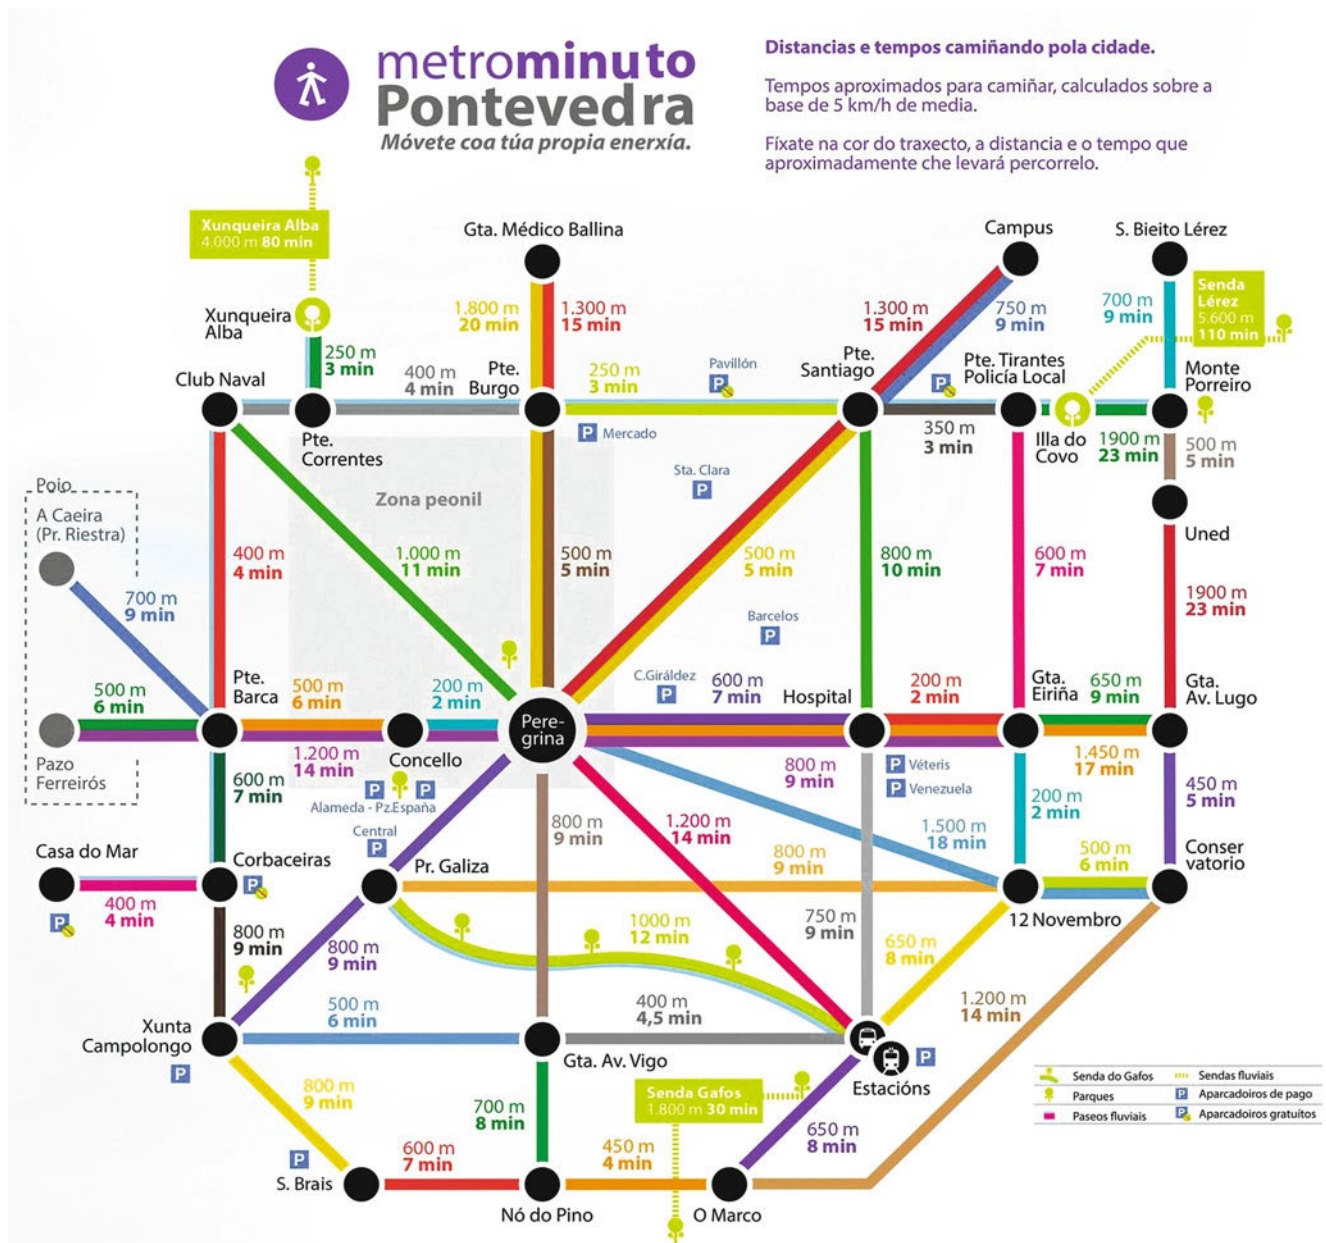 metrominuto
Pontevedra
Móvete coa túa propia enerxía.
Distancias e tempos camiñando pola cidade.
Tempos aproximados para camiñar, calculados sobre a
base de 5 km/h de media.
Fíxate na cor do traxecto, a distancia e o tempo que
aproximadamente che levará percorrelo.
Xunqueira Alba
4.000 m 80 min
Gta. Médico Ballina
Campus
S. Bieito Lérez
Xunqueira
Alba
1.800 m
20 min
1.300 m
15 min
1.300 m
15 min
750 m
9 min
700 m
9 min
Senda
Lérez
5.600 m
110 min
250 m
3 min
Club Naval
400 m
4 min
Pte.
Burgo
250 m
3 min
Pavillón
P
Pte.
Santiago
Pte. Tirantes
Policía Local
P
Monte
Porreiro
Pte.
Correntes
P Mercado
350 m
3 min
Illa do
Covo
1900 m
23 min
500 m
5 min
Zona peonil
Sta. Clara
P
Uned
Poio
A Caeira
(Pr. Riestra)
400 m
4 min
1.000 m
11 min
500 m
5 min
500 m
5 min
800 m
10 min
600 m
7 min
1900 m
23 min
700 m
9 min
Barcelos
P
500 m
6 min
Pte.
Barca
500 m
6 min
200 m
2 min
C.Giráldez
P
600 m
7 min
Hospital
200 m
2 min
Gta.
Eiriña
650 m
9 min
Gta.
Av. Lugo
Pere-
grina
Pazo
Ferreirós
1.200 m
14 min
Concello
800 m
9 min
P Véteris
P Venezuela
1.450 m
17 min
600 m
7 min
P
P
Alameda - Pz.España
450 m
5 min
Central
P
800 m
9 min
1.200 m
14 min
1.500 m
18 min
200 m
2 min
Casa do Mar
Corbaceiras
P
Pr. Galiza
800 m
9 min
500 m
6 min
Conser
vatorio
400 m
4 min
P
12 Novembro
800 m
9 min
800 m
9 min
1000 m
12 min
750 m
9 min
650 m
8 min
Xunta
Campolongo
P
500 m
6 min
400 m
4,5 min
1.200 m
14 min
Gta. Av. Vigo
P
Estacións
800 m
9 min
700 m
8 min
Senda Gafos
1.800 m 30 min
650 m
8 min
P
S. Brais
600 m
7 min
450 m
4 min
Nó do Pino
O Marco
Senda do Gafos
Sendas fluviais
Parques
P Aparcadoiros de pago
Paseos fluviais
P Aparcadoiros gratuítos